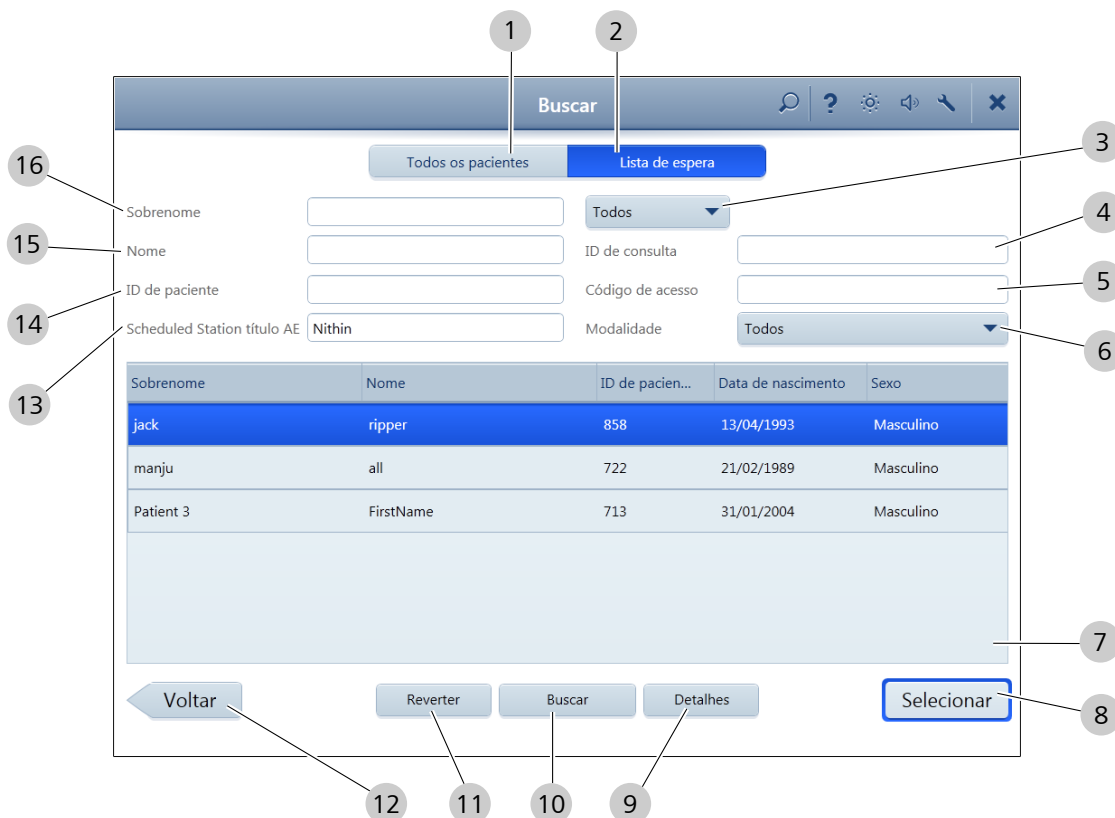 1 2
Buscar ?
Todos os pacientes Lista de espera
3
16
Sobrenome Todos
4
15
Nome ID de consulta
5
14
ID de paciente Código de acesso
6
13
Scheduled Station título AE Nithin Modalidade Todos
Sobrenome Nome ID de pacien... Data de nascimento Sexo
jack ripper 858 13/04/1993 Masculino
manju all 722 21/02/1989 Masculino
Patient 3 FirstName 713 31/01/2004 Masculino
7
Voltar Reverter Buscar Detalhes Selecionar
8
12 11 10 9